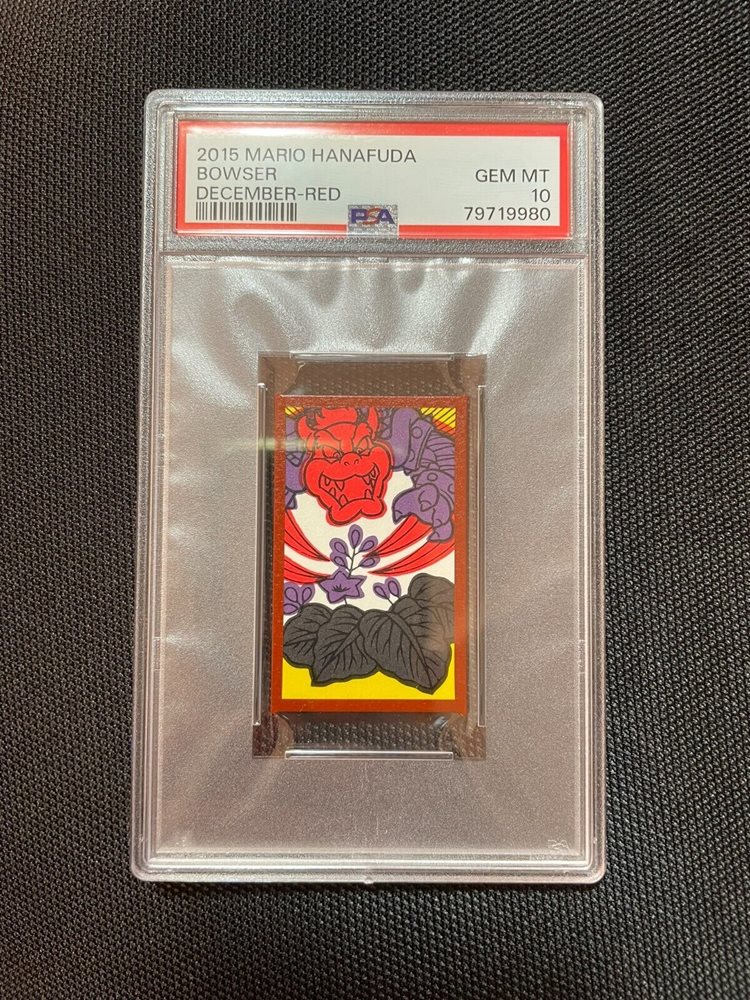 2015 MARIO HANAFUDA
BOWSER GEM MT
DECEMBER-RED 10
PSA 79719980